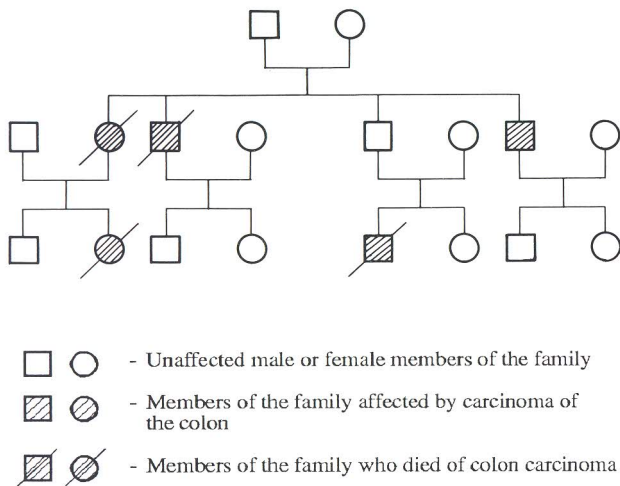 - Unaffected male or female members of the family
- Members of the family affected by carcinoma of
the colon
- Members of the family who died of colon carcinoma